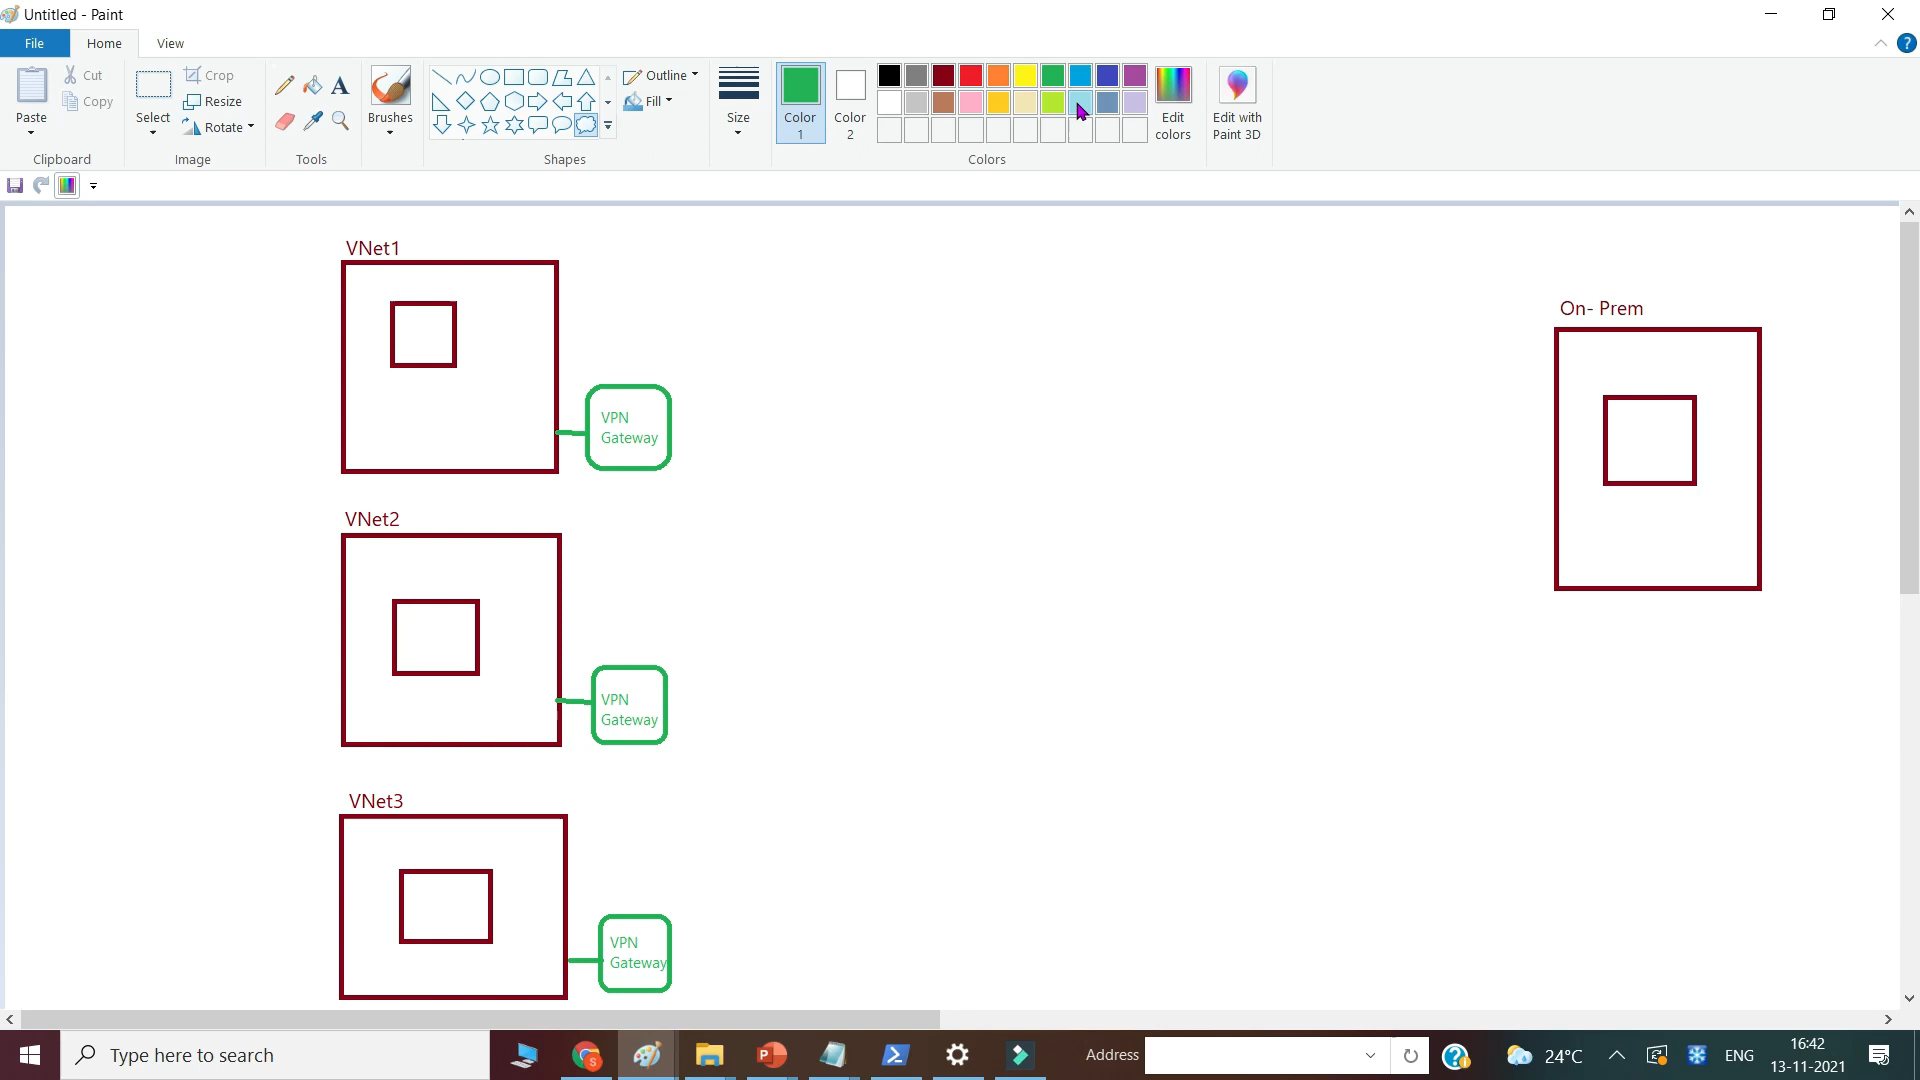 Untitled - Paint
File Home View
Paste
Cut
Copy
Clipboard
Select
Crop
Resize
Rotate
Image
A
Tools
Brushes
Outline
Fill
Shapes
Size
Color
1
Color
2
Edit
colors
Colors
Edit with
Paint 3D
?
VNet1
VPN
Gateway
VNet2
VPN
Gateway
VNet3
VPN
Gateway
On- Prem
Type here to search
S
P
Address
?
24°C
ENG
16:42
13-11-2021